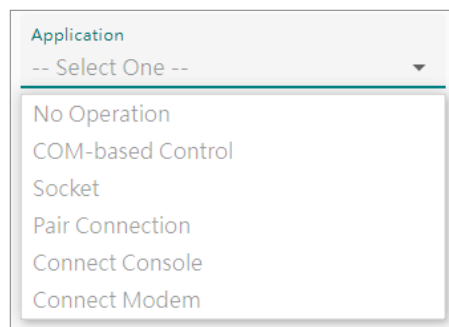 Application
-- Select One --
No Operation
COM-based Control
Socket
Pair Connection
Connect Console
Connect Modem